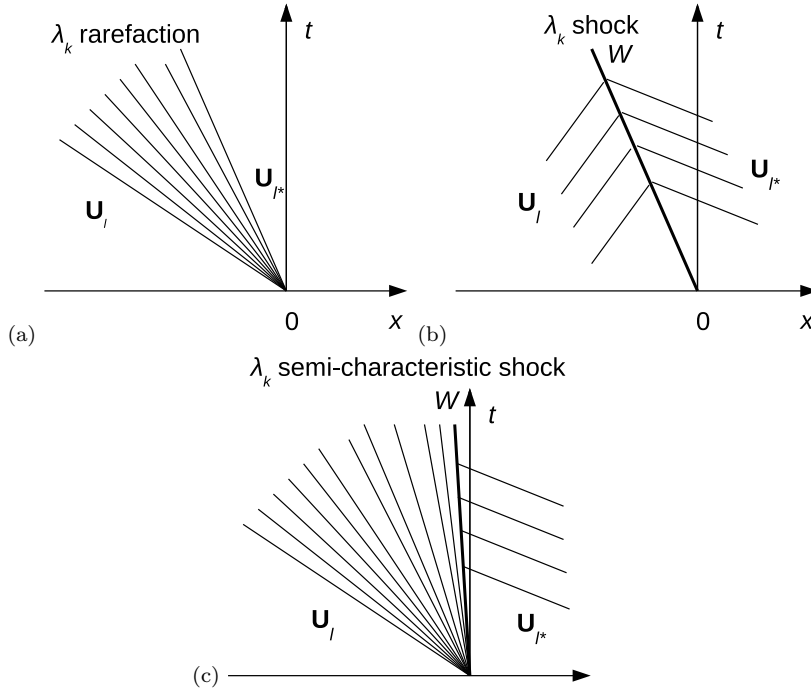 λk rarefaction
t
Ul
Ul*
0
x
(a)
λk shock
W
t
Ul
Ul*
0
x
(b)
λk semi-characteristic shock
W
t
Ul
Ul*
(c)